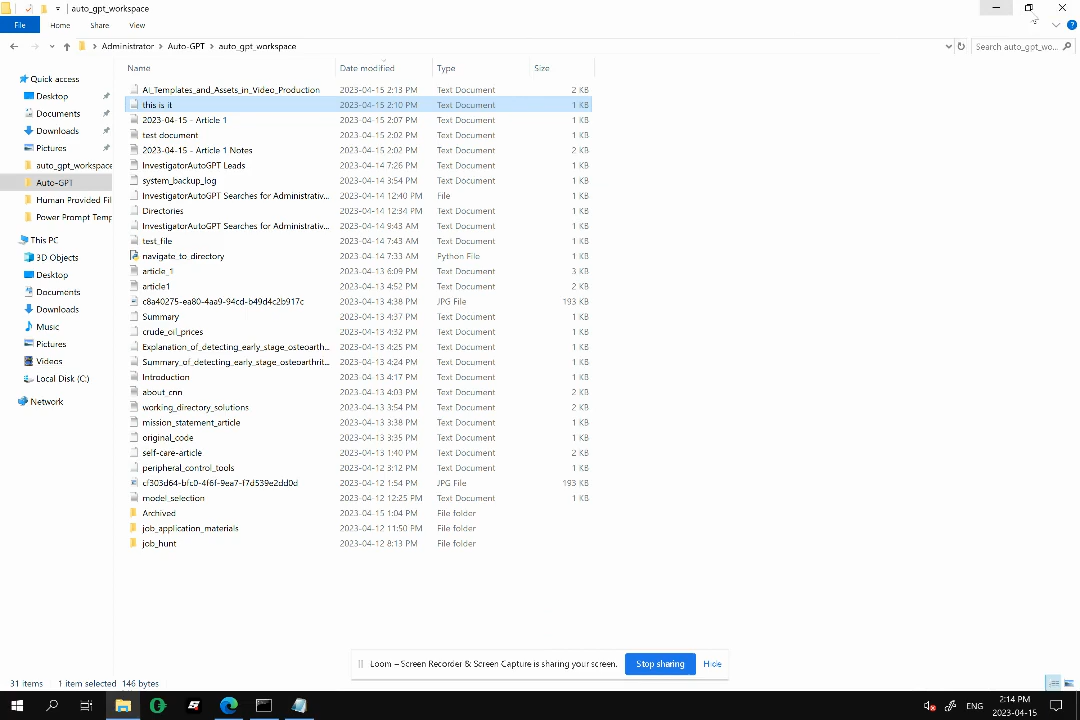 auto_gpt_workspace
File Home Share View
Administrator Auto-GPT auto_gpt_workspace Search auto_gpt_wo...
Name Date modified Type Size
Quick access
Desktop
Documents
Downloads
Pictures
auto_gpt_workspace
Auto-GPT
Human Provided Fil
Power Prompt Temp
This PC
3D Objects
Desktop
Documents
Downloads
Music
Pictures
Videos
Local Disk (C:)
Network
AI_Templates_and_Assets_in_Video_Production 2023-04-15 2:13 PM Text Document 2 KB
this is it 2023-04-15 2:10 PM Text Document 1 KB
2023-04-15 - Article 1 2023-04-15 2:07 PM Text Document 1 KB
test document 2023-04-15 2:02 PM Text Document 1 KB
2023-04-15 - Article 1 Notes 2023-04-15 2:02 PM Text Document 2 KB
InvestigatorAutoGPT Leads 2023-04-14 7:26 PM Text Document 1 KB
system_backup_log 2023-04-14 3:54 PM Text Document 1 KB
InvestigatorAutoGPT Searches for Administrativ... 2023-04-14 12:40 PM File 1 KB
Directories 2023-04-14 12:34 PM Text Document 1 KB
InvestigatorAutoGPT Searches for Administrativ... 2023-04-14 9:43 AM Text Document 1 KB
test_file 2023-04-14 7:43 AM Text Document 1 KB
navigate_to_directory 2023-04-14 7:33 AM Python File 1 KB
article_1 2023-04-13 6:09 PM Text Document 3 KB
article1 2023-04-13 4:52 PM Text Document 2 KB
c8a40275-ea80-4aa9-94cd-b49d4c2b917c 2023-04-13 4:38 PM JPG File 193 KB
Summary 2023-04-13 4:37 PM Text Document 1 KB
crude_oil_prices 2023-04-13 4:32 PM Text Document 1 KB
Explanation_of_detecting_early_stage_osteoarth... 2023-04-13 4:25 PM Text Document 1 KB
Summary_of_detecting_early_stage_osteoarthrit... 2023-04-13 4:24 PM Text Document 1 KB
Introduction 2023-04-13 4:17 PM Text Document 1 KB
about_cnn 2023-04-13 4:03 PM Text Document 2 KB
working_directory_solutions 2023-04-13 3:54 PM Text Document 2 KB
mission_statement_article 2023-04-13 3:38 PM Text Document 1 KB
original_code 2023-04-13 3:35 PM Text Document 1 KB
self-care-article 2023-04-13 1:40 PM Text Document 2 KB
peripheral_control_tools 2023-04-12 3:12 PM Text Document 1 KB
cf303d64-bfc0-4f6f-9ea7-f7d539e2dd0d 2023-04-12 1:54 PM JPG File 193 KB
model_selection 2023-04-12 12:25 PM Text Document 1 KB
Archived 2023-04-15 1:04 PM File folder
job_application_materials 2023-04-12 11:50 PM File folder
job_hunt 2023-04-12 8:13 PM File folder
Loom – Screen Recorder & Screen Capture is sharing your screen. Stop sharing Hide
31 items 1 item selected 146 bytes
ENG 2:14 PM
2023-04-15